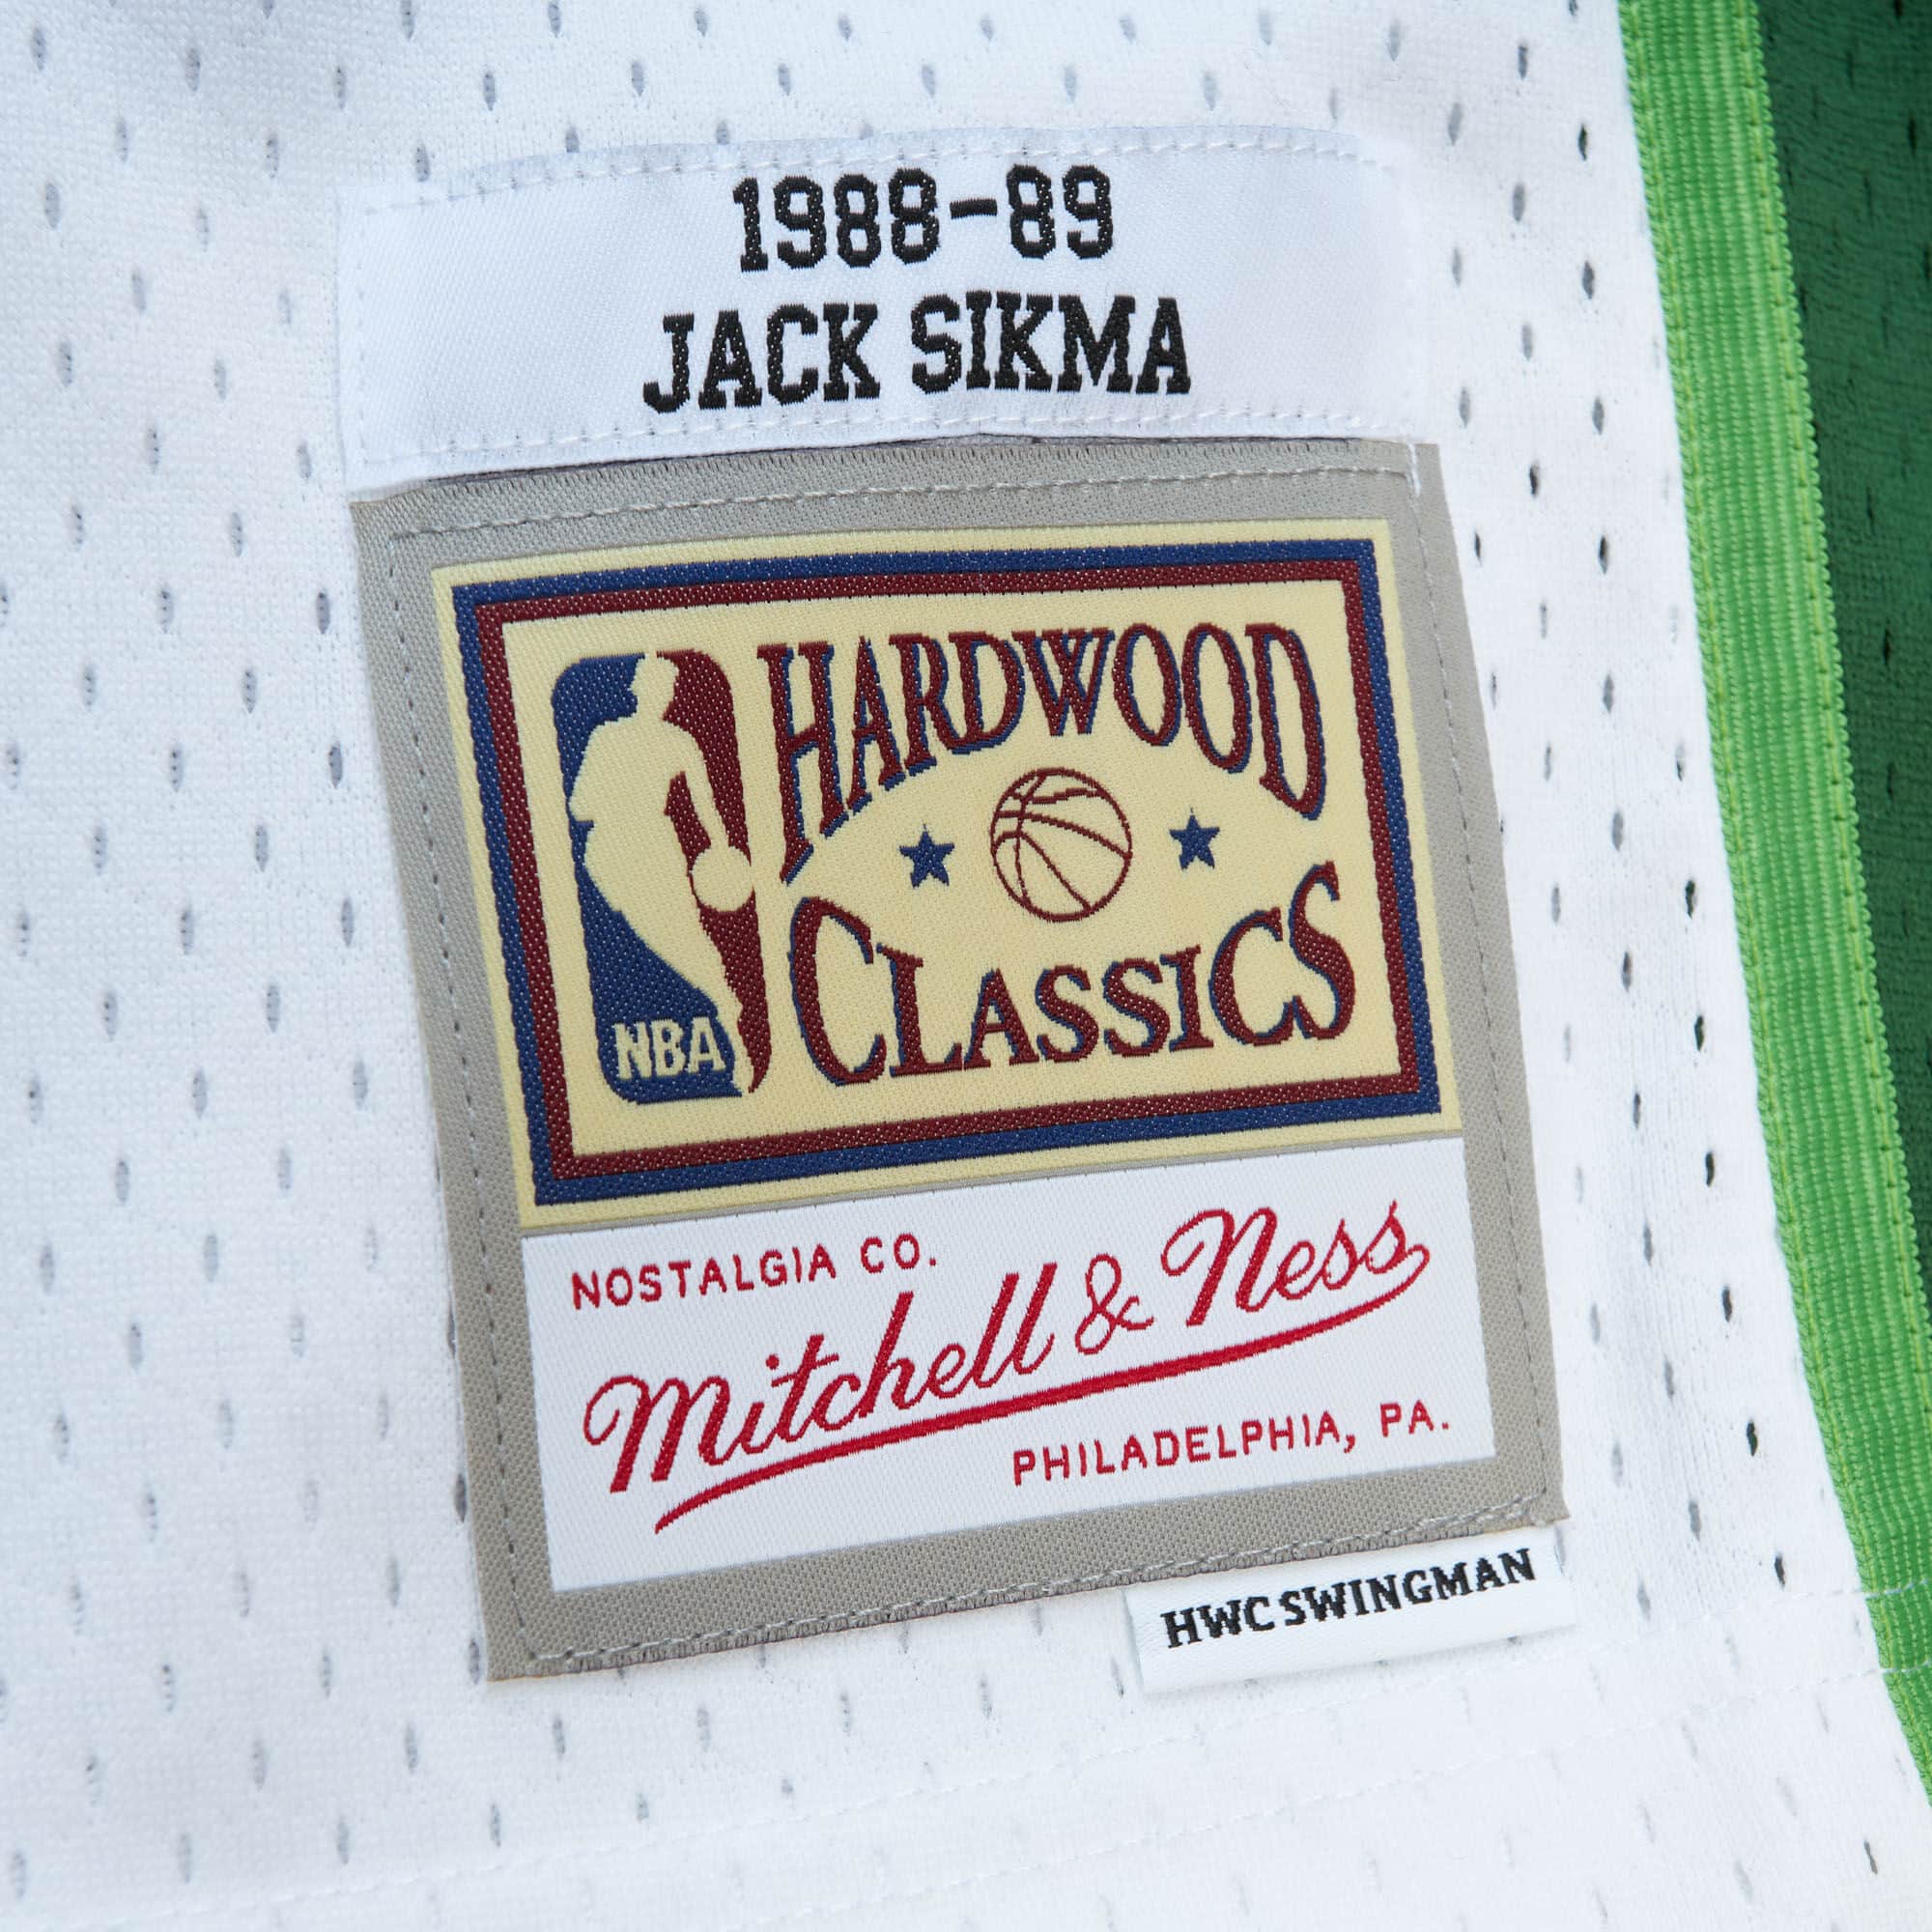 1988-89
JACK SIKMA
HARDWOOD
CLASSICS
NBA
NOSTALGIA CO.
Mitchell & Ness
PHILADELPHIA, PA.
HWC SWINGMAN